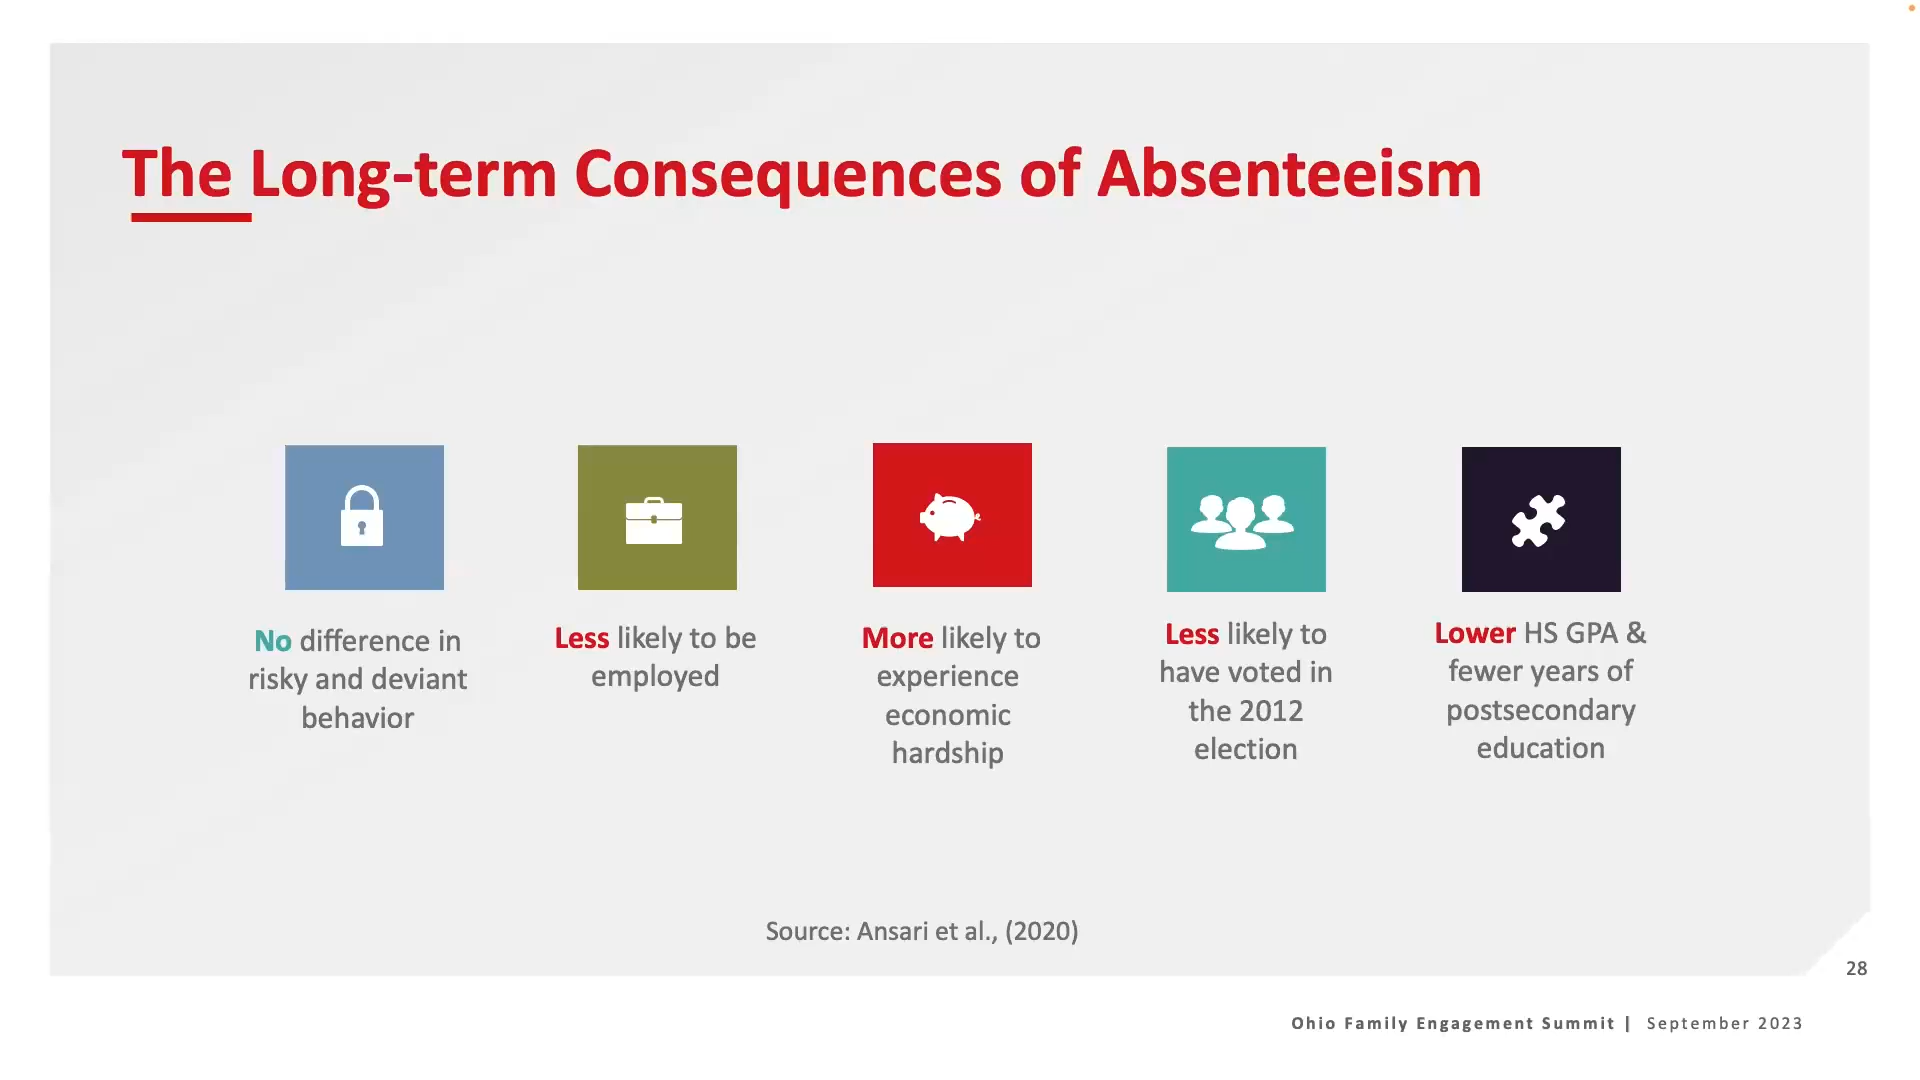 The Long-term Consequences of Absenteeism
No difference in
risky and deviant
behavior
Less likely to be
employed
More likely to
experience
economic
hardship
Less likely to
have voted in
the 2012
election
Lower HS GPA &
fewer years of
postsecondary
education
Source: Ansari et al., (2020)
28
Ohio Family Engagement Summit | September 2023